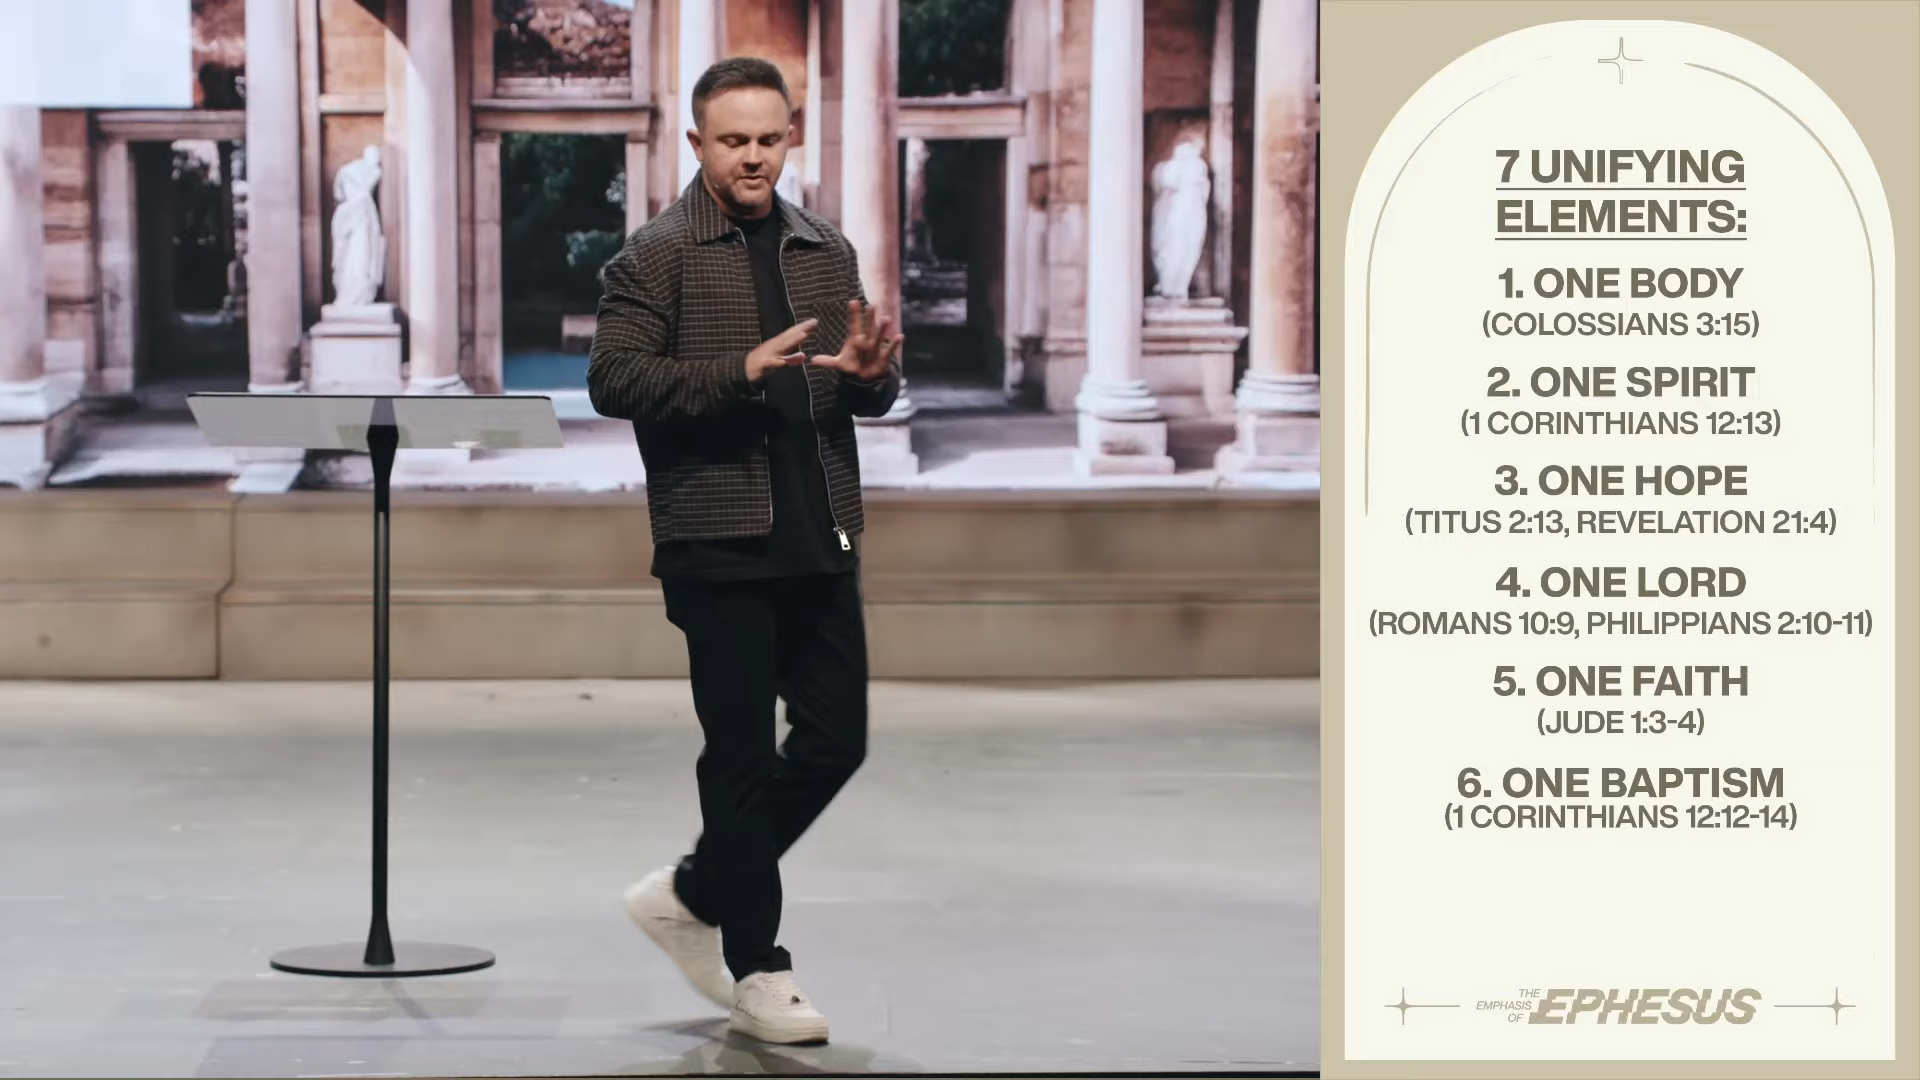 7 UNIFYING
ELEMENTS:
1. ONE BODY
(COLOSSIANS 3:15)
2. ONE SPIRIT
(1 CORINTHIANS 12:13)
3. ONE HOPE
(TITUS 2:13, REVELATION 21:4)
4. ONE LORD
(ROMANS 10:9, PHILIPPIANS 2:10-11)
5. ONE FAITH
(JUDE 1:3-4)
6. ONE BAPTISM
(1 CORINTHIANS 12:12-14)
THE
EMPHASIS
OF
EPHESUS